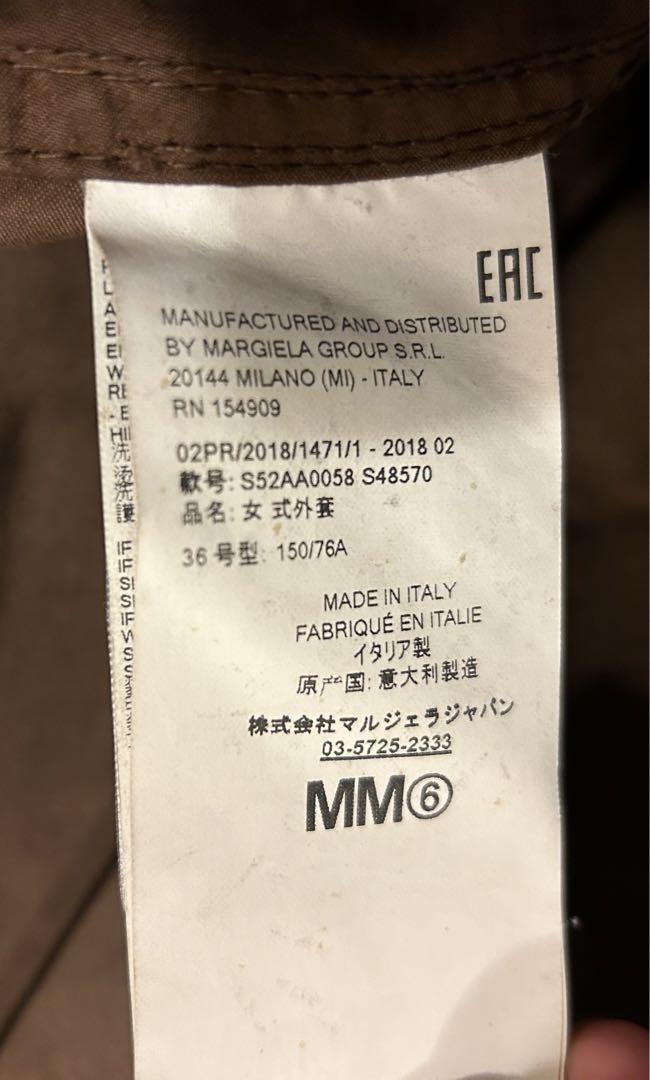 EAC
MANUFACTURED AND DISTRIBUTED
BY MARGIELA GROUP S.R.L.
20144 MILANO (MI) - ITALY
RN 154909
02PR/2018/1471/1 - 2018 02
款号: S52AA0058 S48570
品名: 女 式外套
36 号型: 150/76A
MADE IN ITALY
FABRIQUÉ EN ITALIE
イタリア製
原产国: 意大利製造
株式会社マルジェラジャパン
03-5725-2333
MM⑥